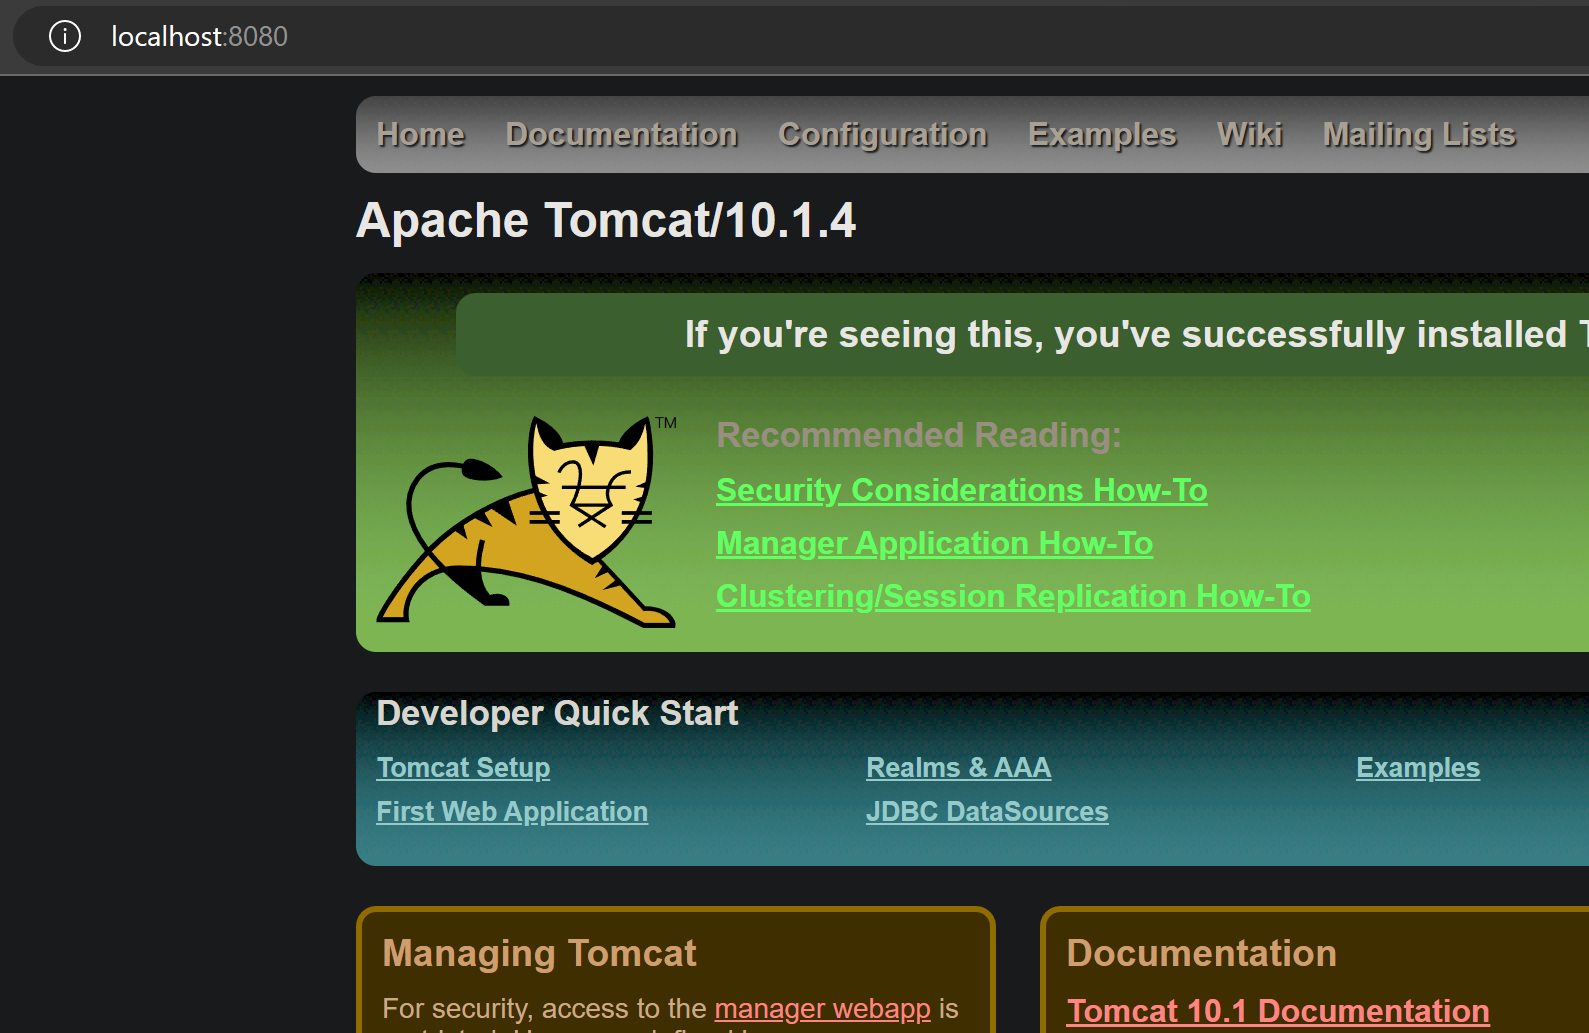 localhost:8080
Home Documentation Configuration Examples Wiki Mailing Lists
Apache Tomcat/10.1.4
If you're seeing this, you've successfully installed
TM
Recommended Reading:
Security Considerations How-To
Manager Application How-To
Clustering/Session Replication How-To
Developer Quick Start
Tomcat Setup Realms & AAA Examples
First Web Application JDBC DataSources
Managing Tomcat
For security, access to the manager webapp is
Documentation
Tomcat 10.1 Documentation